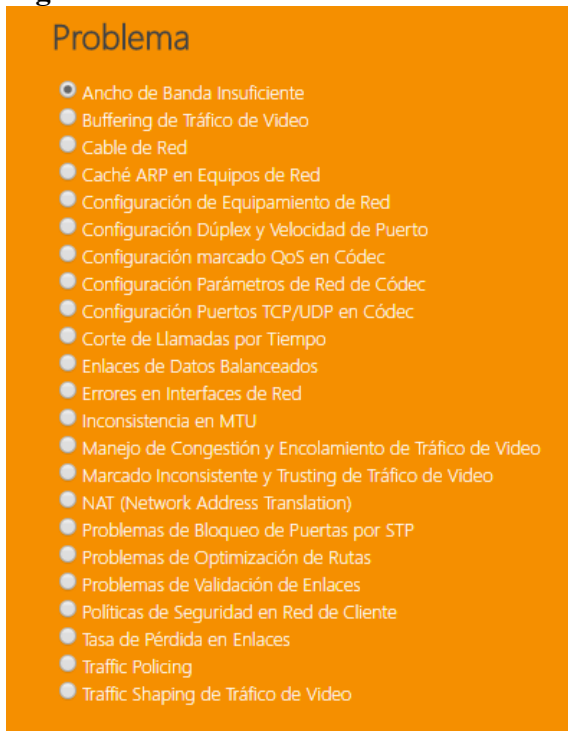 Problema
Ancho de Banda Insuficiente
Buffering de Tráfico de Video
Cable de Red
Caché ARP en Equipos de Red
Configuración de Equipamiento de Red
Configuración Dúplex y Velocidad de Puerto
Configuración marcado QoS en Códec
Configuración Parámetros de Red de Códec
Configuración Puertos TCP/UDP en Códec
Corte de Llamadas por Tiempo
Enlaces de Datos Balanceados
Errores en Interfaces de Red
Inconsistencia en MTU
Manejo de Congestión y Encolamiento de Tráfico de Video
Marcado Inconsistente y Trusting de Tráfico de Video
NAT (Network Address Translation)
Problemas de Bloqueo de Puertas por STP
Problemas de Optimización de Rutas
Problemas de Validación de Enlaces
Políticas de Seguridad en Red de Cliente
Tasa de Pérdida en Enlaces
Traffic Policing
Traffic Shaping de Tráfico de Video